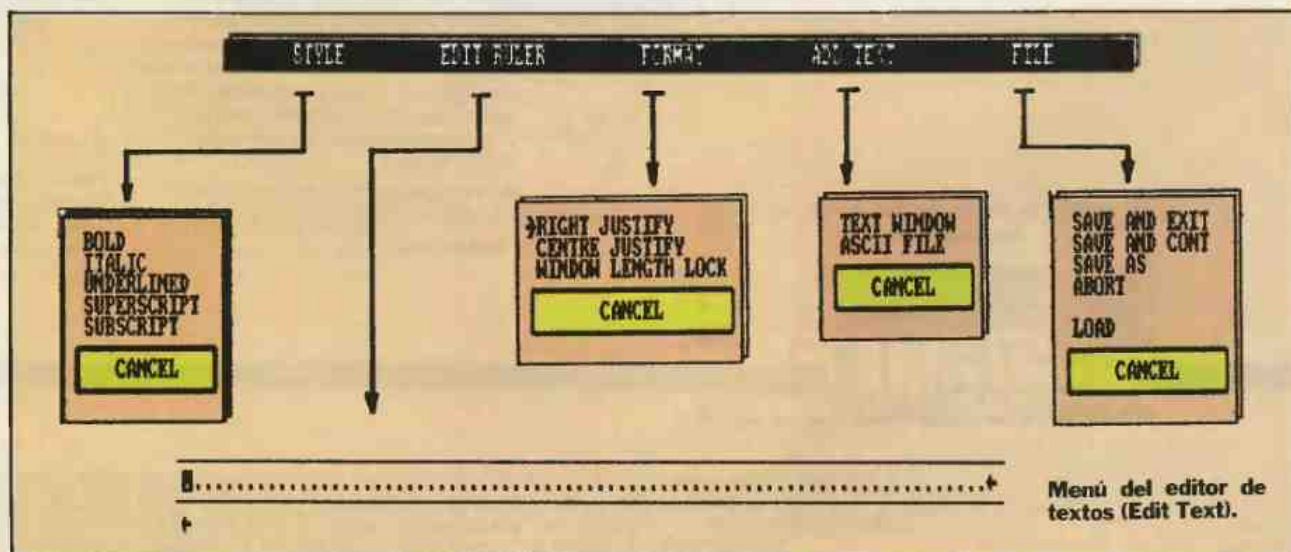 STYLE EDIT RULER FORMAT ADD TEXT FILE
BOLD
ITALIC
UNDERLINED
SUPERSCRIPT
SUBSCRIPT
CANCEL
RIGHT JUSTIFY
CENTRE JUSTIFY
WINDOW LENGTH LOCK
CANCEL
TEXT WINDOW
ASCII FILE
CANCEL
SAVE AND EXIT
SAVE AND CONT
SAVE AS
ABORT
LOAD
CANCEL
Menú del editor de
textos (Edit Text).